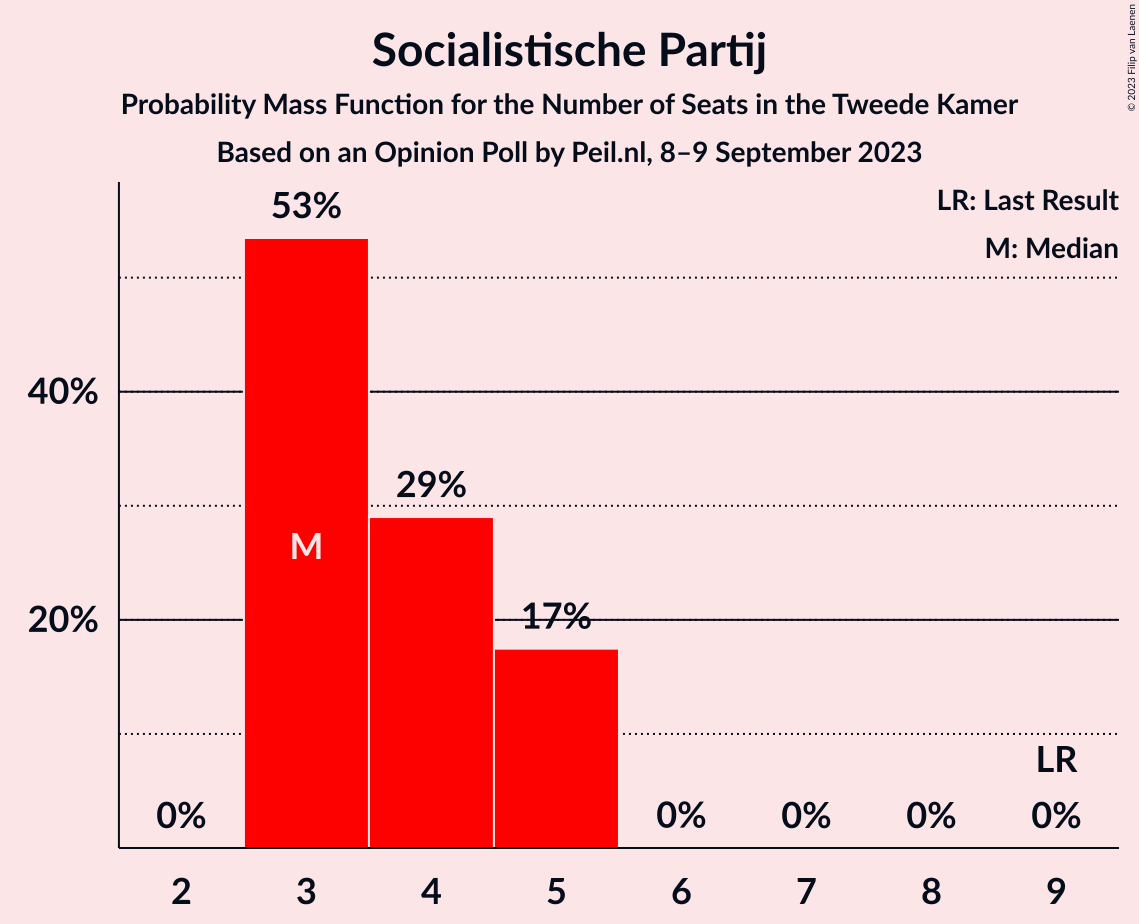 Socialistische Partij
Probability Mass Function for the Number of Seats in the Tweede Kamer
Based on an Opinion Poll by Peil.nl, 8–9 September 2023
© 2023 Filip van Laenen
LR: Last Result
M: Median
53%
40%
29%
M
20%
17%
LR
0%
0%
0%
0%
0%
2 3 4 5 6 7 8 9